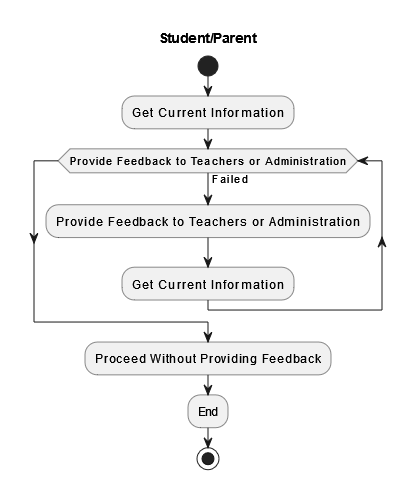 Student/Parent
Get Current Information
Provide Feedback to Teachers or Administration
Failed
Provide Feedback to Teachers or Administration
Get Current Information
Proceed Without Providing Feedback
End